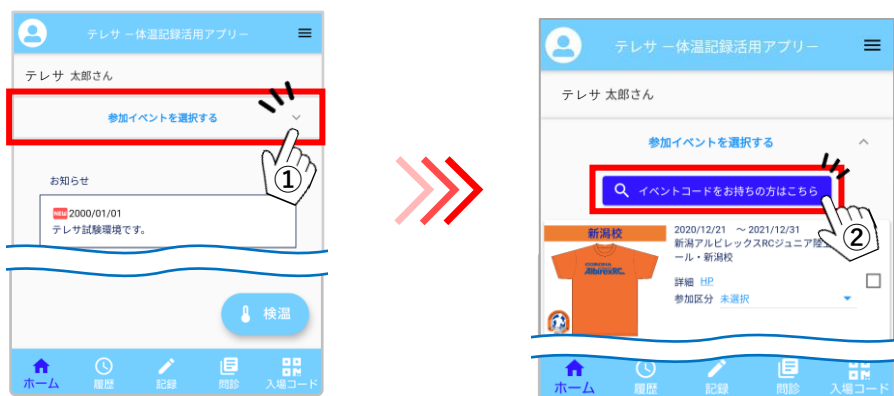 テレサ －体温記録活用アプリ－
テレサ 太郎さん
参加イベントを選択する
①
お知らせ
NEW 2000/01/01
テレサ試験環境です。
検温
ホーム
履歴
記録
問診
入場コード
テレサ －体温記録活用アプリ－
テレサ 太郎さん
参加イベントを選択する
イベントコードをお持ちの方はこちら
②
新潟校
2020/12/21 ～2021/12/31
新潟アルビレックスRCジュニア陸
ール・新潟校
詳細 HP
参加区分 未選択
AlbirexRC
ホーム
履歴
記録
問診
入場コード